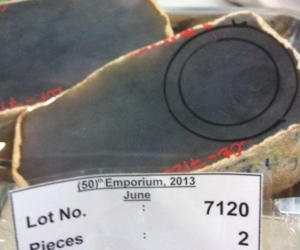 (50)th Emporium, 2013
June
Lot No. : 7120
Pieces : 2